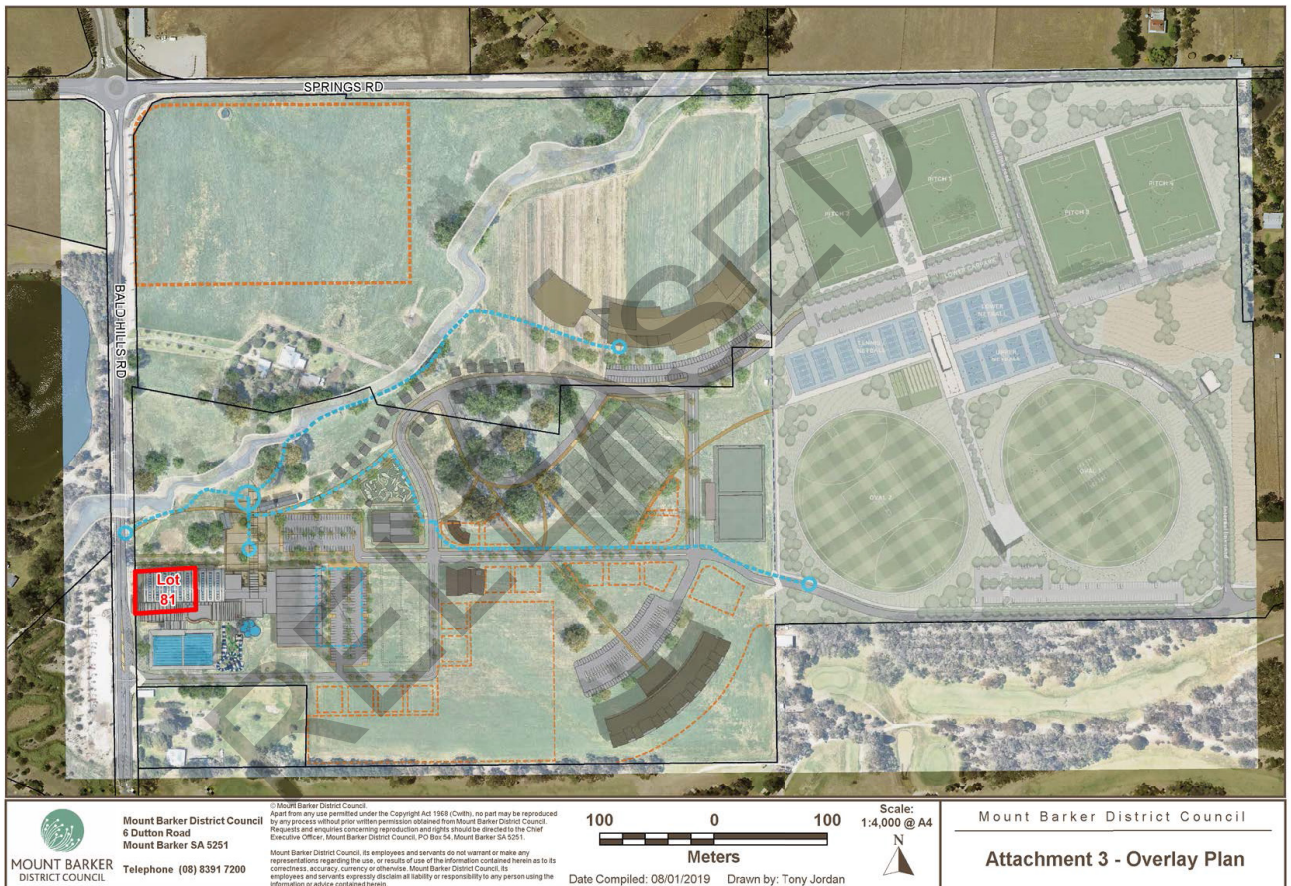 SPRINGS RD
BALD HILLS RD
PITCH 4
LOWER
NETBALL
TENNIS
NETBALL
UPPER
OVAL 2
Lot
81
RELEASED
MOUNT BARKER
DISTRICT COUNCIL
Mount Barker District Council
6 Dutton Road
Mount Barker SA 5251
Telephone (08) 8391 7200
© Mount Barker District Council.
Apart from any use permitted under the Copyright Act 1968 (Cwlth), no part may be reproduced
by any process without prior written permission obtained from Mount Barker District Council.
Requests and enquiries concerning reproduction and rights should be directed to the Chief
Executive Officer, Mount Barker District Council, PO Box 54, Mount Barker SA 5251.
Mount Barker District Council, its employees and servants do not warrant or make any
representations regarding the use, or results of use of the information contained herein as to its
correctness, accuracy, currency or otherwise. Mount Barker District Council, its
employees and servants expressly disclaim all liability or responsibility to any person using the
information or advice contained herein.
100 0 100
Meters
Date Compiled: 08/01/2019 Drawn by: Tony Jordan
Scale:
1:4,000 @ A4
N
Mount Barker District Council
Attachment 3 - Overlay Plan